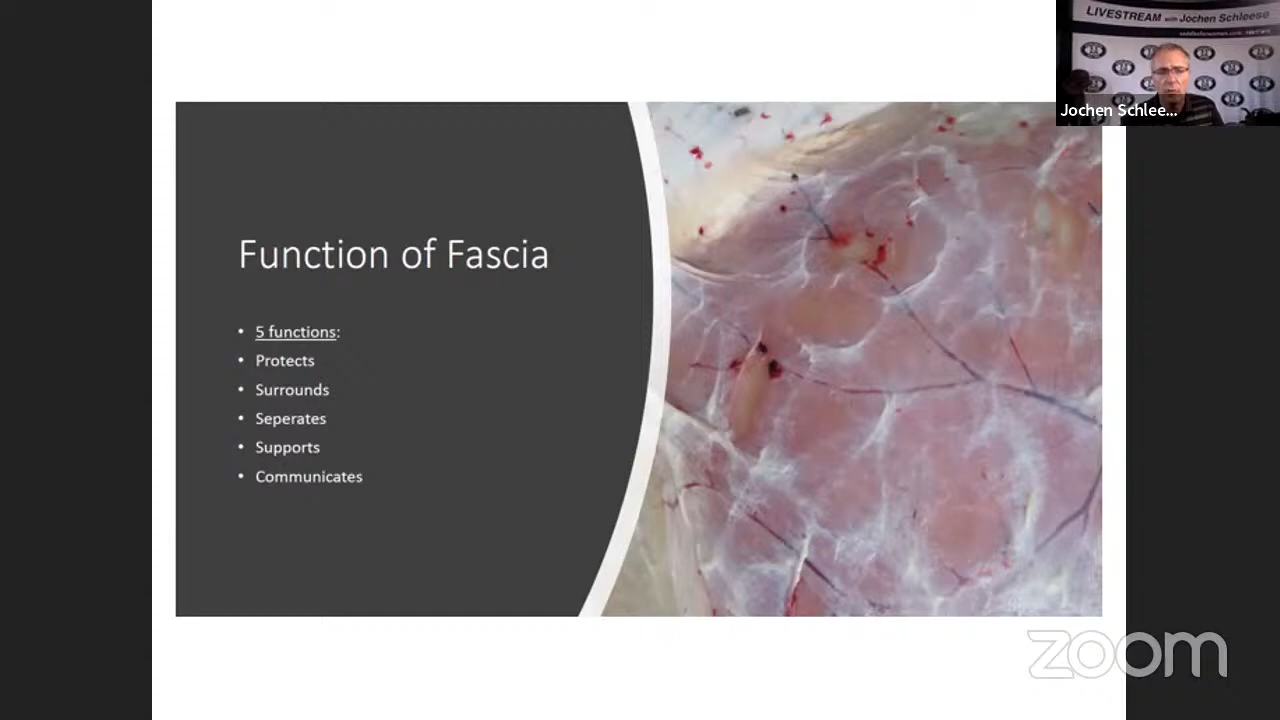 LIVESTREAM with Jochen Schleese
Jochen Schlee...
Function of Fascia
• 5 functions:
• Protects
• Surrounds
• Seperates
• Supports
• Communicates
zoom